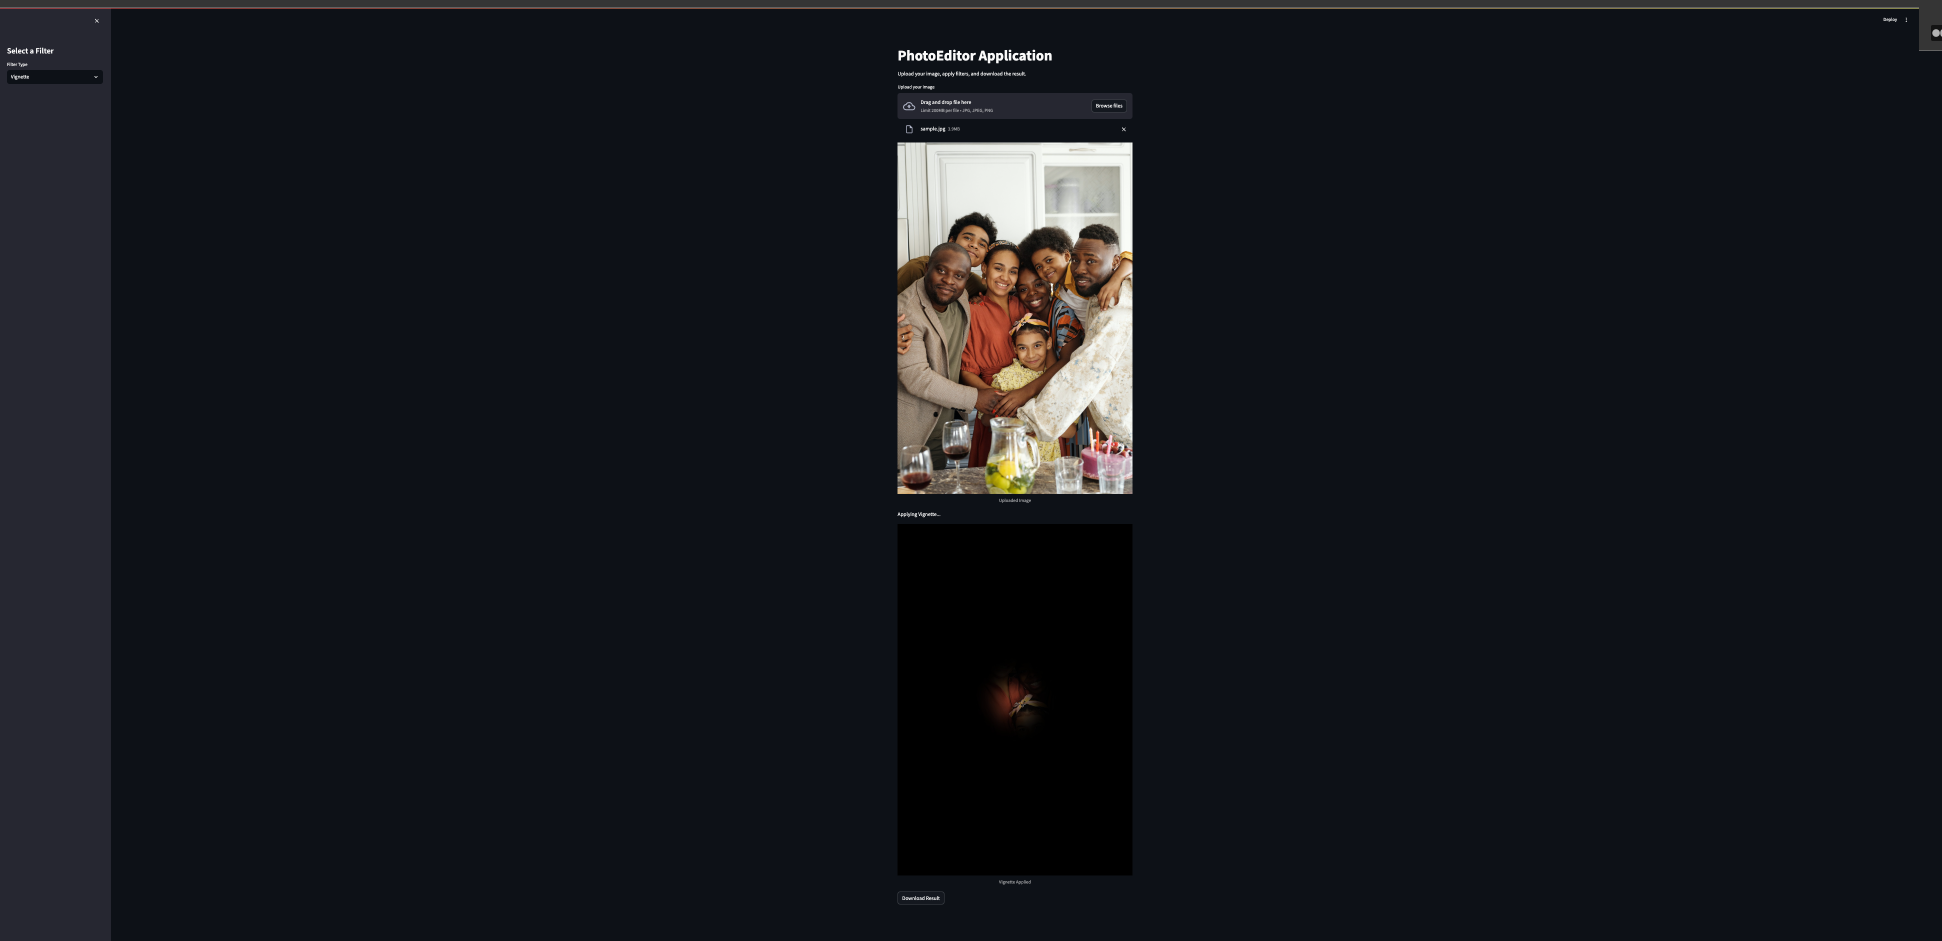 Deploy
Select a Filter
Filter Type
Vignette
PhotoEditor Application
Upload your image, apply filters, and download the result.
Upload your image
Drag and drop file here
Limit 200MB per file • JPG, JPEG, PNG
Browse files
sample.jpg 3.9MB
Uploaded Image
Applying Vignette...
Vignette Applied
Download Result